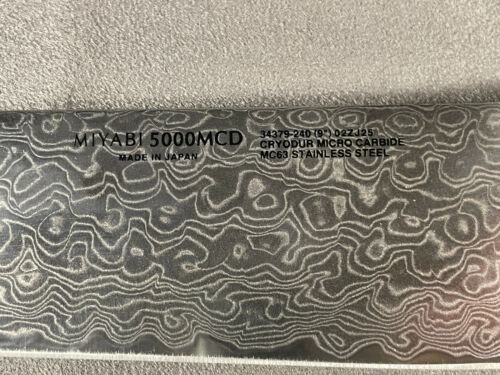 MIYABI 5000MCD
MADE IN JAPAN
34379-240 (9") 02ZJ25
CRYODUR MICRO CARBIDE
MC63 STAINLESS STEEL